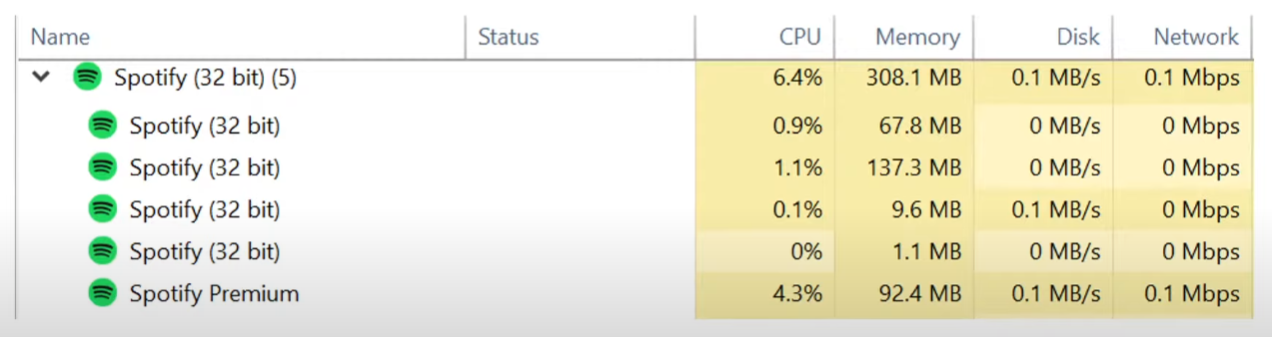 Name Status CPU Memory Disk Network
Spotify (32 bit) (5) 6.4% 308.1 MB 0.1 MB/s 0.1 Mbps
Spotify (32 bit) 0.9% 67.8 MB 0 MB/s 0 Mbps
Spotify (32 bit) 1.1% 137.3 MB 0 MB/s 0 Mbps
Spotify (32 bit) 0.1% 9.6 MB 0.1 MB/s 0 Mbps
Spotify (32 bit) 0% 1.1 MB 0 MB/s 0 Mbps
Spotify Premium 4.3% 92.4 MB 0.1 MB/s 0.1 Mbps